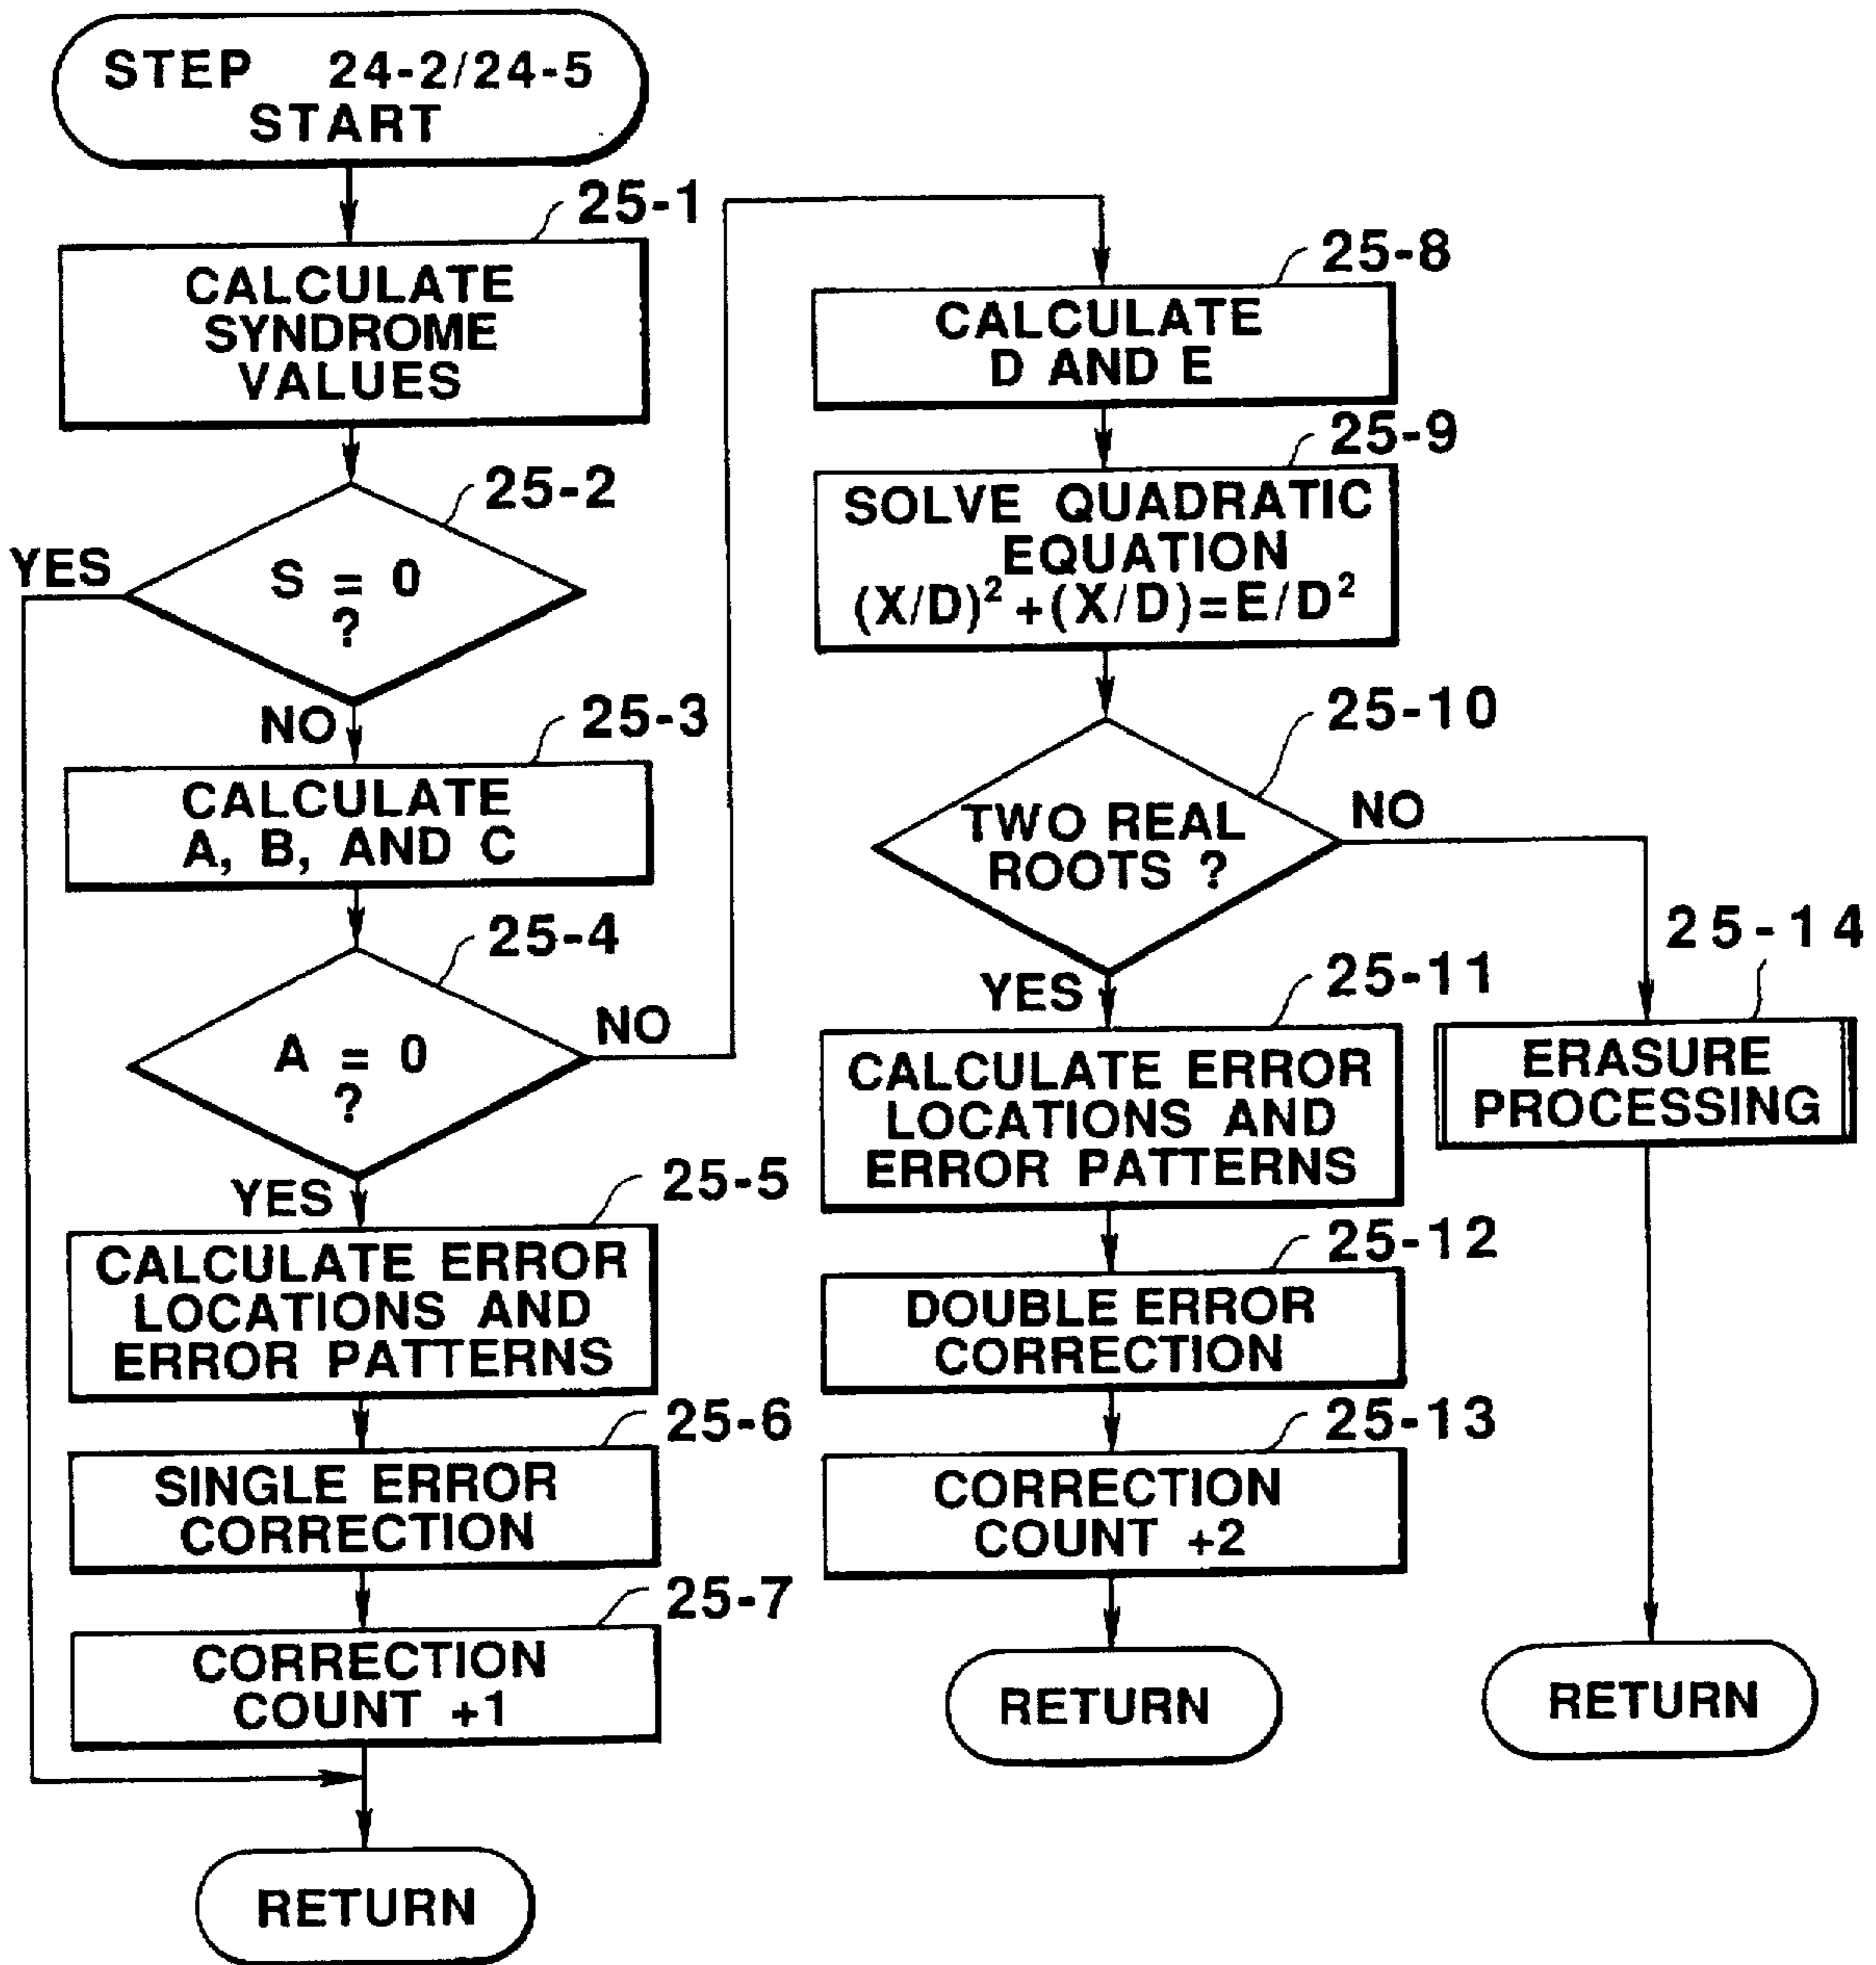 STEP 24-2/24-5
START
25-1
CALCULATE
SYNDROME
VALUES
25-2
YES
S = 0
?
NO
25-3
CALCULATE
A, B, AND C
25-4
A = 0
?
NO
YES
25-5
CALCULATE ERROR
LOCATIONS AND
ERROR PATTERNS
25-6
SINGLE ERROR
CORRECTION
25-7
CORRECTION
COUNT +1
RETURN
25-8
CALCULATE
D AND E
25-9
SOLVE QUADRATIC
EQUATION
(X/D)² + (X/D) = E/D²
25-10
TWO REAL
ROOTS ?
NO
YES
25-11
CALCULATE ERROR
LOCATIONS AND
ERROR PATTERNS
25-12
DOUBLE ERROR
CORRECTION
25-13
CORRECTION
COUNT +2
RETURN
25-14
ERASURE
PROCESSING
RETURN